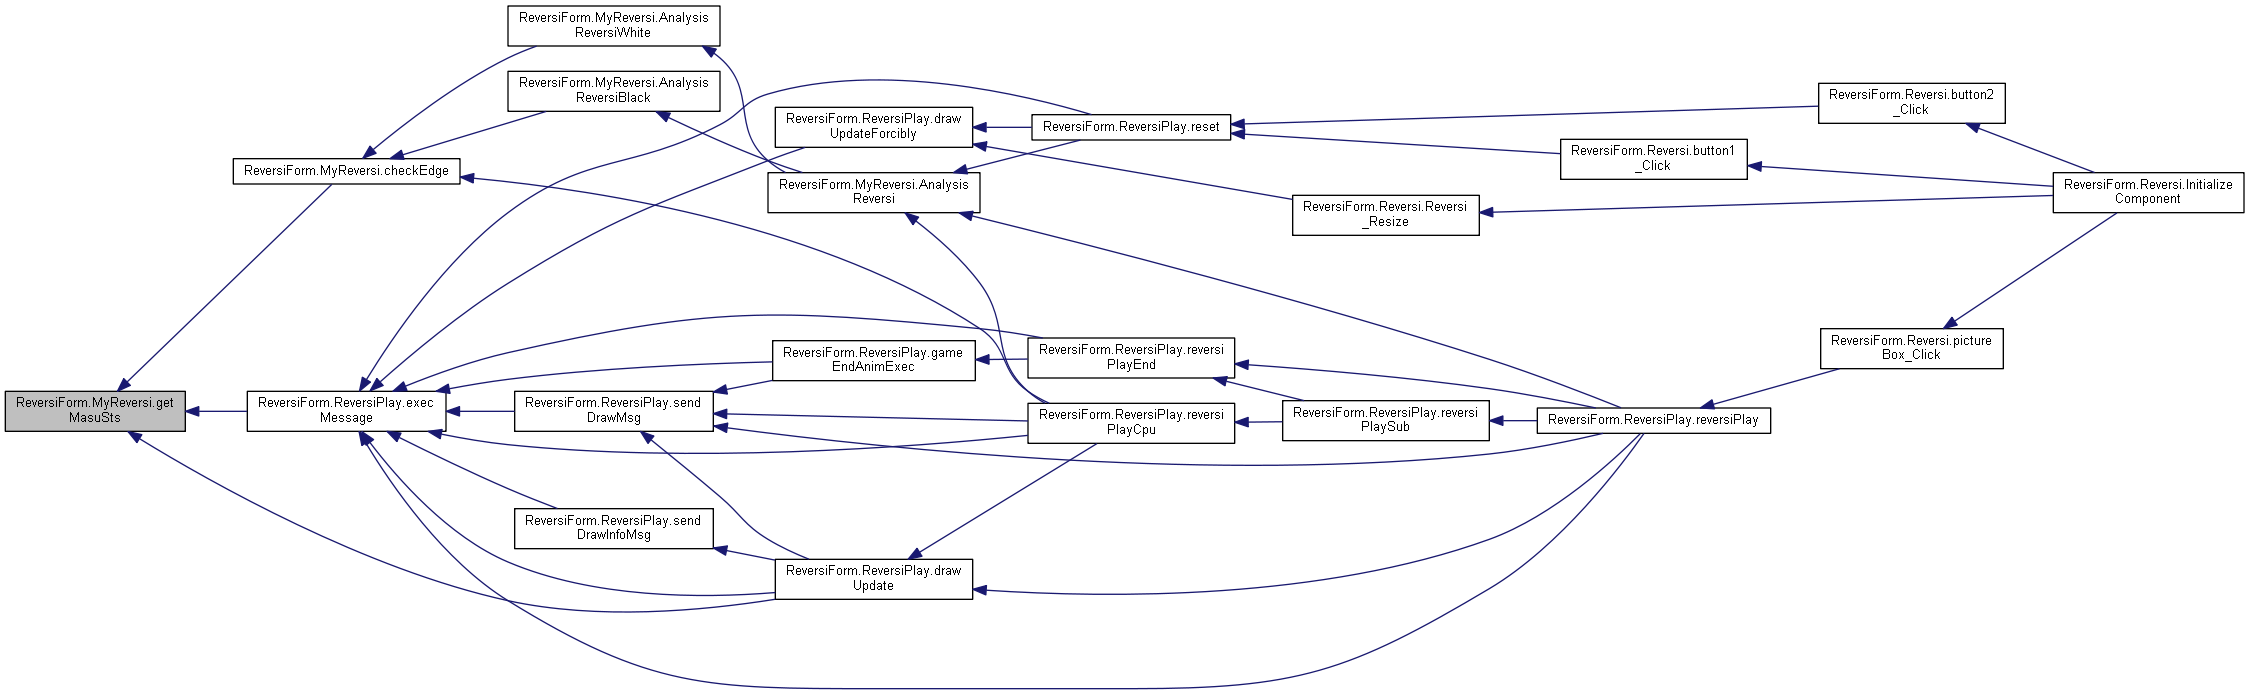 ReversiForm.MyReversi.Analysis
ReversiWhite
ReversiForm.MyReversi.Analysis
ReversiBlack
ReversiForm.MyReversi.checkEdge
ReversiForm.ReversiPlay.draw
UpdateForcibly
ReversiForm.MyReversi.Analysis
Reversi
ReversiForm.ReversiPlay.reset
ReversiForm.Reversi.button2
_Click
ReversiForm.Reversi.button1
_Click
ReversiForm.Reversi.Reversi
_Resize
ReversiForm.Reversi.Initialize
Component
ReversiForm.MyReversi.get
MasuSts
ReversiForm.ReversiPlay.exec
Message
ReversiForm.ReversiPlay.game
EndAnimExec
ReversiForm.ReversiPlay.send
DrawMsg
ReversiForm.ReversiPlay.send
DrawInfoMsg
ReversiForm.ReversiPlay.draw
Update
ReversiForm.ReversiPlay.reversi
PlayEnd
ReversiForm.ReversiPlay.reversi
PlayCpu
ReversiForm.ReversiPlay.reversi
PlaySub
ReversiForm.ReversiPlay.reversiPlay
ReversiForm.Reversi.picture
Box_Click